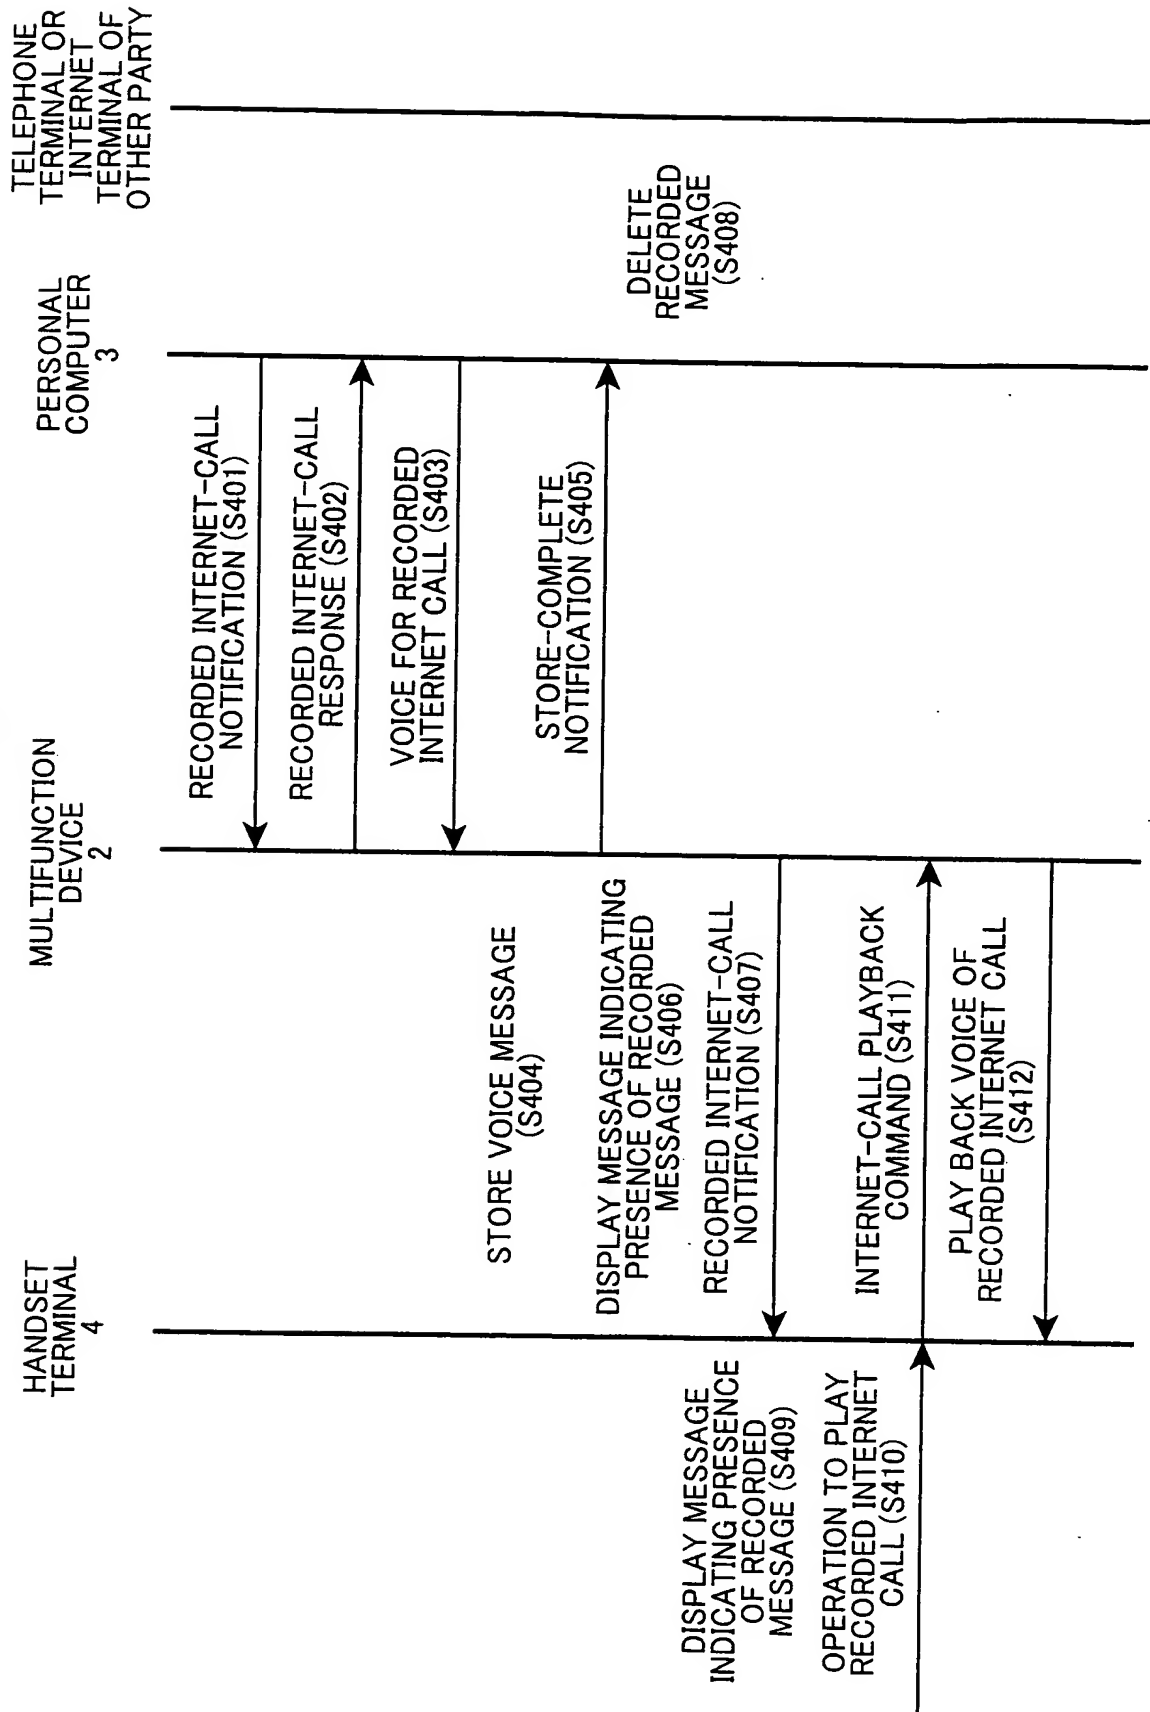 HANDSET
TERMINAL
4
MULTIFUNCTION
DEVICE
2
PERSONAL
COMPUTER
3
TELEPHONE
TERMINAL OR
INTERNET
TERMINAL OF
OTHER PARTY
RECORDED INTERNET-CALL
NOTIFICATION (S401)
RECORDED INTERNET-CALL
RESPONSE (S402)
VOICE FOR RECORDED
INTERNET CALL (S403)
STORE VOICE MESSAGE
(S404)
STORE-COMPLETE
NOTIFICATION (S405)
DISPLAY MESSAGE INDICATING
PRESENCE OF RECORDED
MESSAGE (S406)
DELETE
RECORDED
MESSAGE
(S408)
RECORDED INTERNET-CALL
NOTIFICATION (S407)
DISPLAY MESSAGE
INDICATING PRESENCE
OF RECORDED
MESSAGE (S409)
OPERATION TO PLAY
RECORDED INTERNET
CALL (S410)
INTERNET-CALL PLAYBACK
COMMAND (S411)
PLAY BACK VOICE OF
RECORDED INTERNET CALL
(S412)